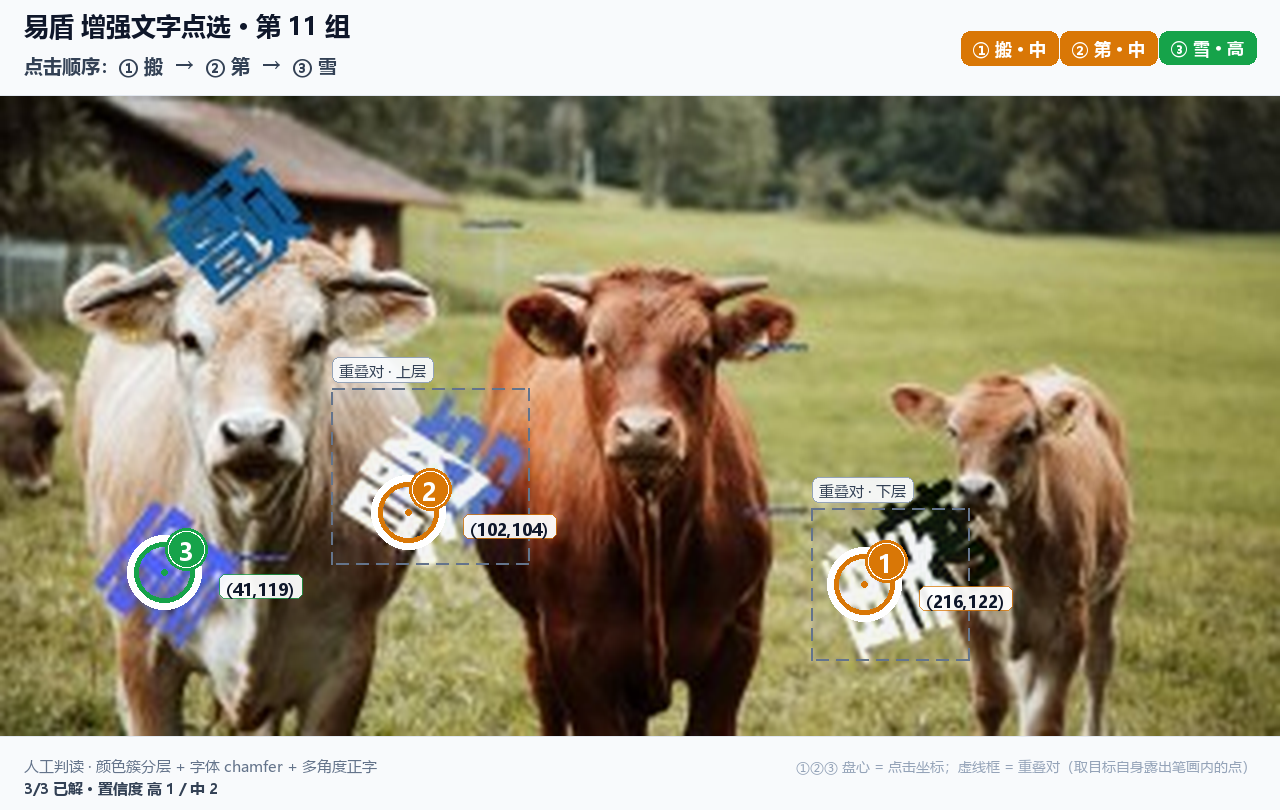 易盾 增强文字点选 • 第 11 组
点击顺序: ① 搬 → ② 第 → ③ 雪
① 搬 • 中 ② 第 • 中 ③ 雪 • 高
重叠对 · 上层
2
(102,104)
重叠对 · 下层
3
(41,119)
1
(216,122)
人工判读 · 颜色簇分层 + 字体 chamfer + 多角度正字
3/3 已解 • 置信度 高 1 / 中 2
①②③ 盘心 = 点击坐标; 虚线框 = 重叠对 (取目标自身露出笔画内的点)